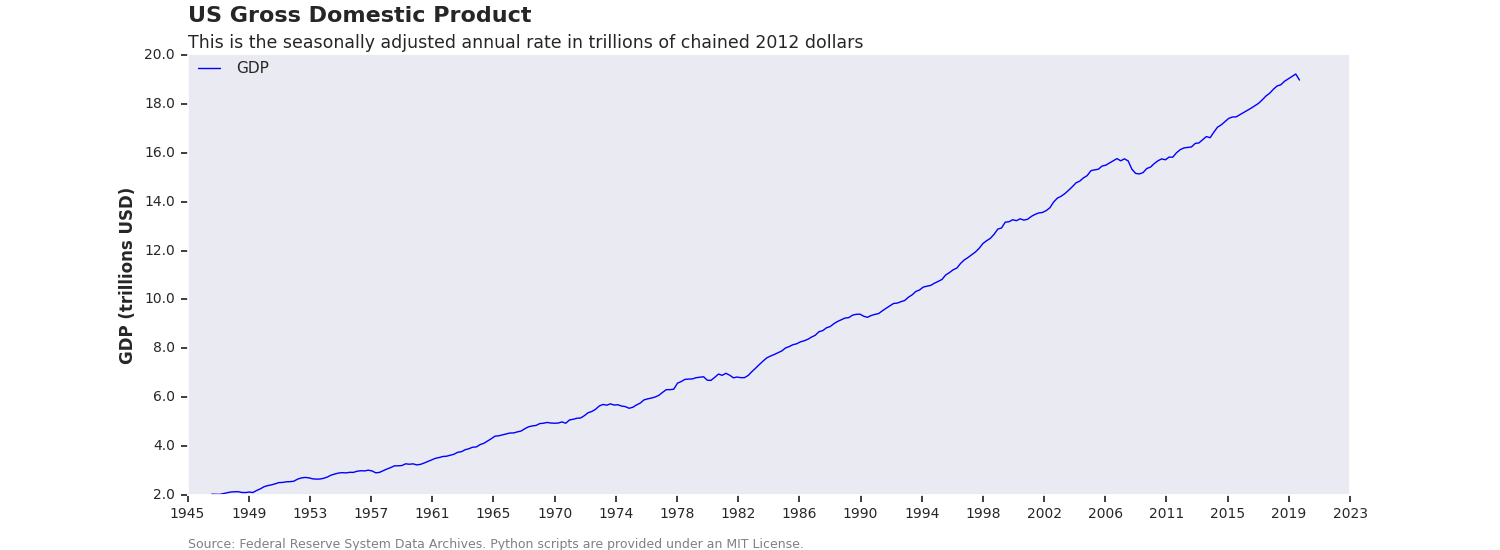 US Gross Domestic Product
This is the seasonally adjusted annual rate in trillions of chained 2012 dollars
GDP
GDP (trillions USD)
20.0
18.0
16.0
14.0
12.0
10.0
8.0
6.0
4.0
2.0
1945 1949 1953 1957 1961 1965 1970 1974 1978 1982 1986 1990 1994 1998 2002 2006 2011 2015 2019 2023
Source: Federal Reserve System Data Archives. Python scripts are provided under an MIT License.